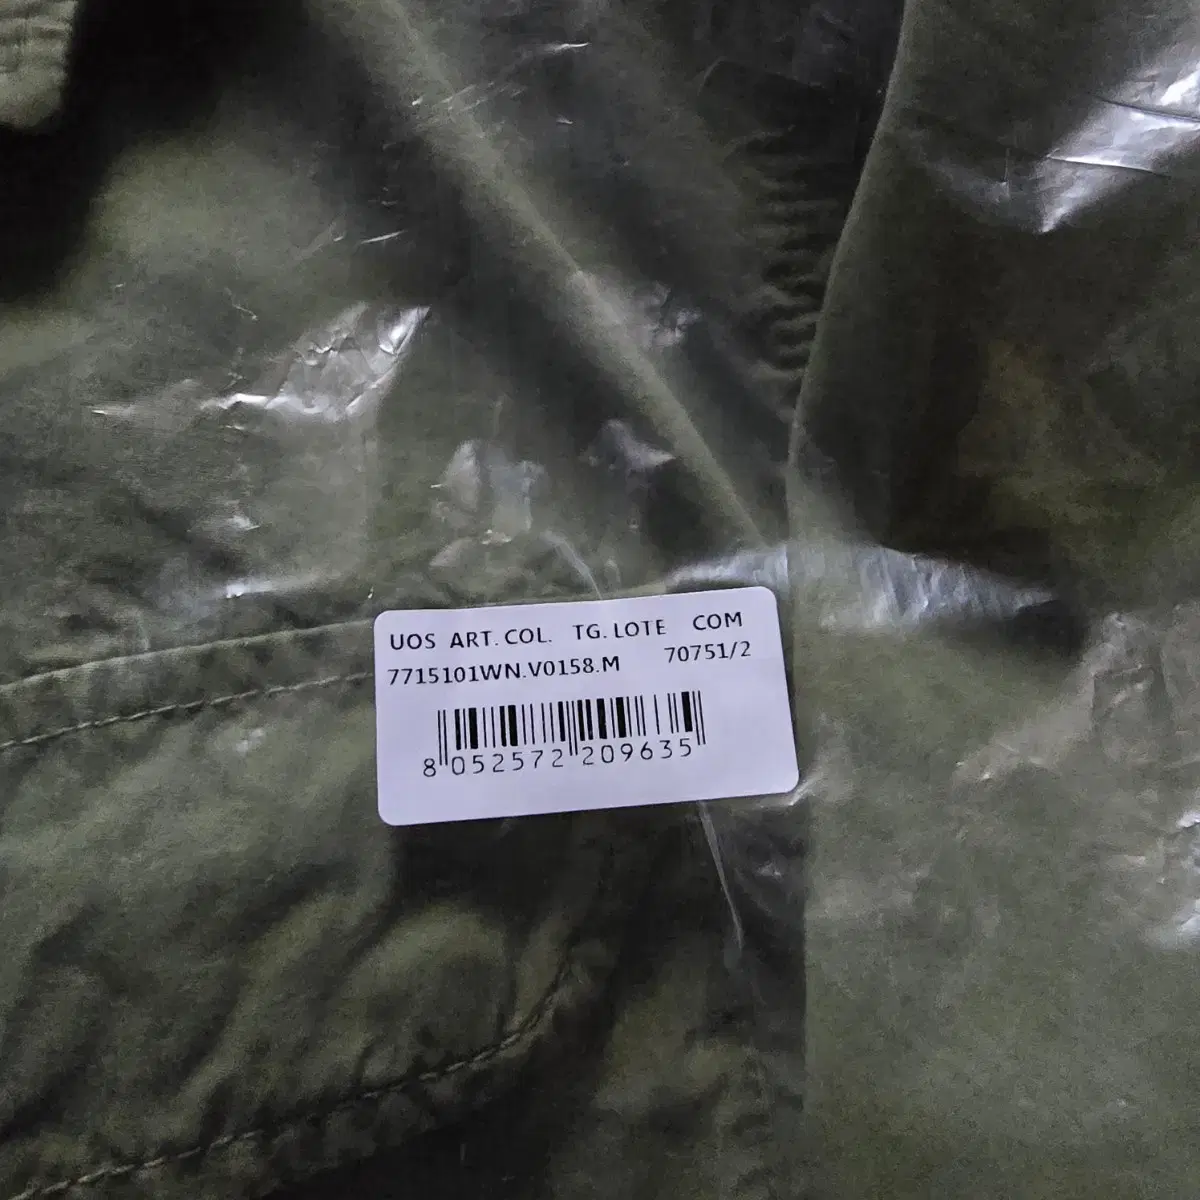 UOS ART. COL. TG. LOTE COM
7715101WN.V0158.M 70751/2
8 052572 209635